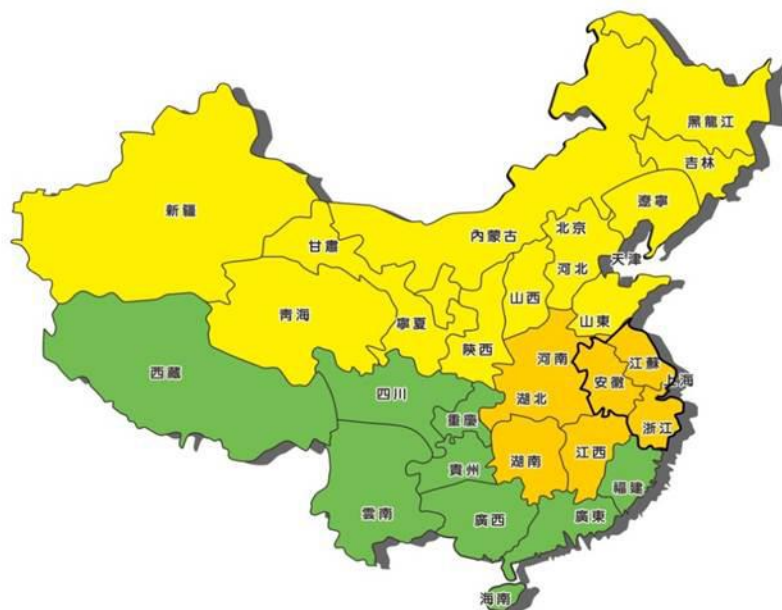 黑龍江
吉林
遼寧
新疆
北京
內蒙古
甘肅
天津
河北
山西
青海
寧夏
山東
陝西
河南
江蘇
西藏
安徽
上海
四川
湖北
重慶
浙江
江西
湖南
貴州
福建
雲南
廣西
廣東
海南